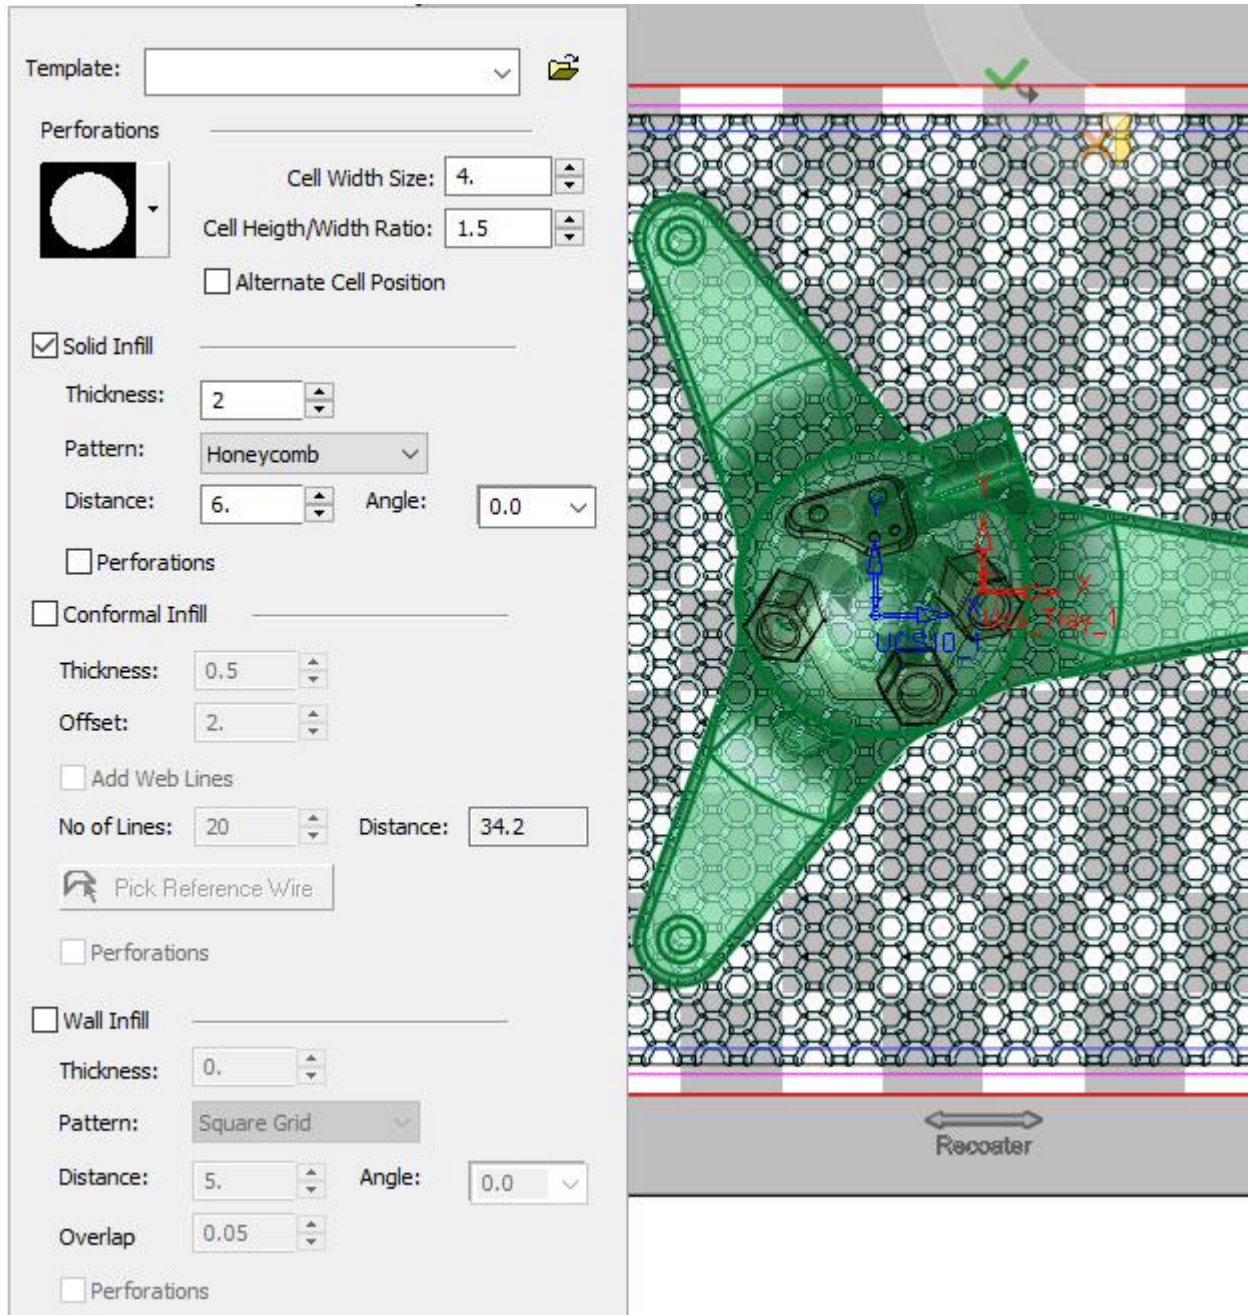 Template:
Perforations
Cell Width Size: 4.
Cell Heigth/Width Ratio: 1.5
Alternate Cell Position
Solid Infill
Thickness: 2
Pattern: Honeycomb
Distance: 6. Angle: 0.0
Perforations
Conformal Infill
Thickness: 0.5
Offset: 2.
Add Web Lines
No of Lines: 20 Distance: 34.2
Pick Reference Wire
Perforations
Wall Infill
Thickness: 0.
Pattern: Square Grid
Distance: 5. Angle: 0.0
Overlap 0.05
Perforations
Y
Y
X
X
Ucs_Tray_1
UCS10_1
Recoater